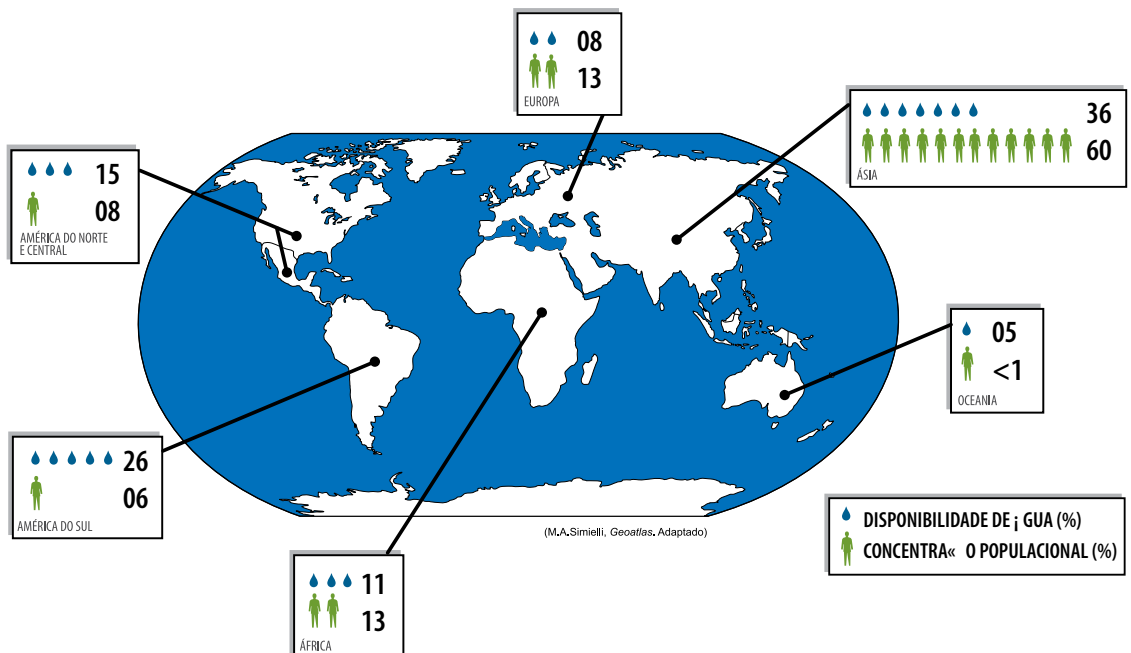 08
13
EUROPA
36
60
ÁSIA
15
08
AMÉRICA DO NORTE
E CENTRAL
05
<1
OCEANIA
26
06
AMÉRICA DO SUL
(M.A.Simielli, Geoatlas. Adaptado)
DISPONIBILIDADE DE ¡ GUA (%)
CONCENTRA« O POPULACIONAL (%)
11
13
ÁFRICA